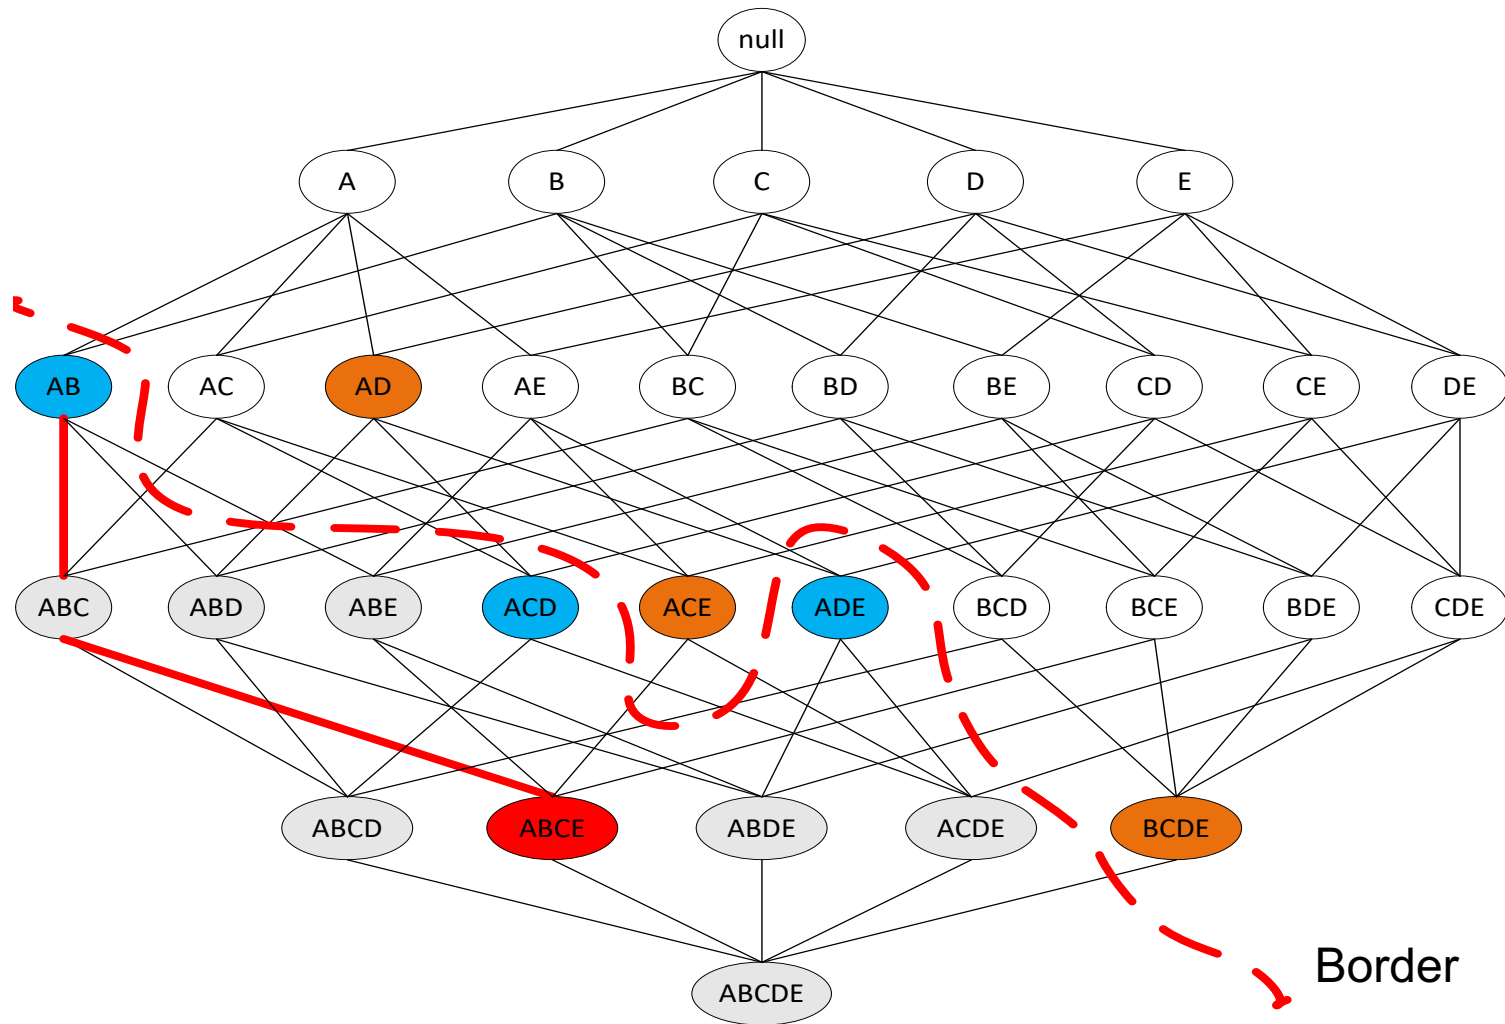 null
A B C D E
AB AC AD AE BC BD BE CD CE DE
ABC ABD ABE ACD ACE ADE BCD BCE BDE CDE
ABCD ABCE ABDE ACDE BCDE
Border
ABCDE